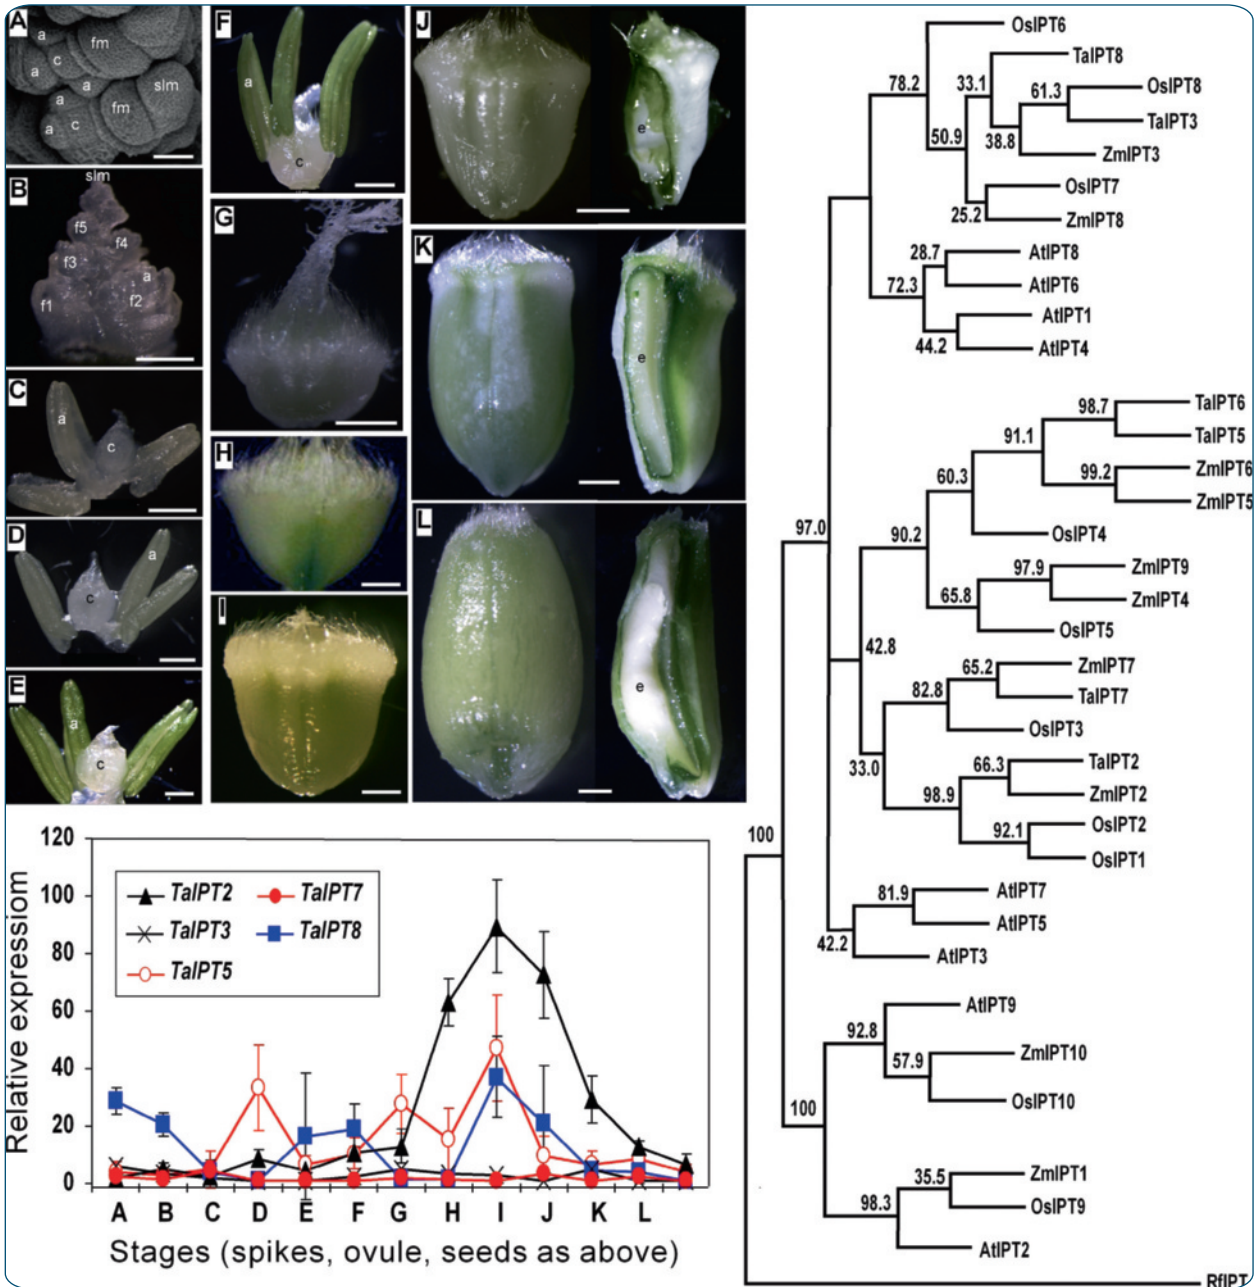 A
a
fm
c
a
a
slm
a
fm
a
c
B
slm
f5
f4
f3
a
f1
f2
C
a
c
D
a
c
E
a
c
F
a
c
G
H
I
J
e
K
e
L
e
120
100
80
60
40
20
0
Relative expressiom
TaIPT2
TaIPT7
TaIPT3
TaIPT8
TaIPT5
A B C D E F G H I J K L
Stages (spikes, ovule, seeds as above)
OsIPT6
TaIPT8
OsIPT8
TaIPT3
ZmIPT3
OsIPT7
ZmIPT8
AtIPT8
AtIPT6
AtIPT1
AtIPT4
TaIPT6
TaIPT5
ZmIPT6
ZmIPT5
OsIPT4
ZmIPT9
ZmIPT4
OsIPT5
ZmIPT7
TaIPT7
OsIPT3
TaIPT2
ZmIPT2
OsIPT2
OsIPT1
AtIPT7
AtIPT5
AtIPT3
AtIPT9
ZmIPT10
OsIPT10
ZmIPT1
OsIPT9
AtIPT2
RfIPT
78.2
33.1
61.3
38.8
50.9
25.2
28.7
72.3
44.2
98.7
91.1
99.2
60.3
90.2
97.9
65.8
97.0
42.8
65.2
82.8
33.0
66.3
98.9
92.1
100
81.9
42.2
92.8
57.9
100
35.5
98.3